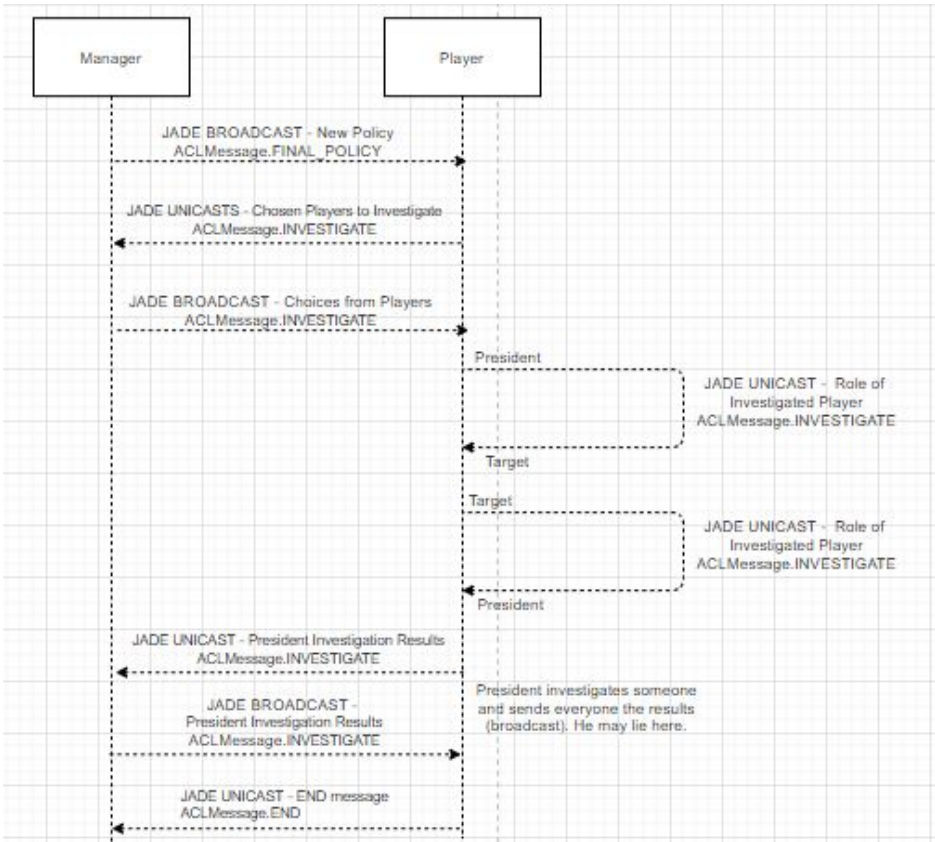 Manager
Player
JADE BROADCAST - New Policy
ACLMessage.FINAL_POLICY
JADE UNICASTS - Chosen Players to Investigate
ACLMessage.INVESTIGATE
JADE BROADCAST - Choices from Players
ACLMessage.INVESTIGATE
President
JADE UNICAST - Role of
Investigated Player
ACLMessage.INVESTIGATE
Target
Target
JADE UNICAST - Role of
Investigated Player
ACLMessage.INVESTIGATE
President
JADE UNICAST - President Investigation Results
ACLMessage.INVESTIGATE
President investigates someone
and sends everyone the results
(broadcast). He may lie here.
JADE BROADCAST -
President Investigation Results
ACLMessage.INVESTIGATE
JADE UNICAST - END message
ACLMessage.END